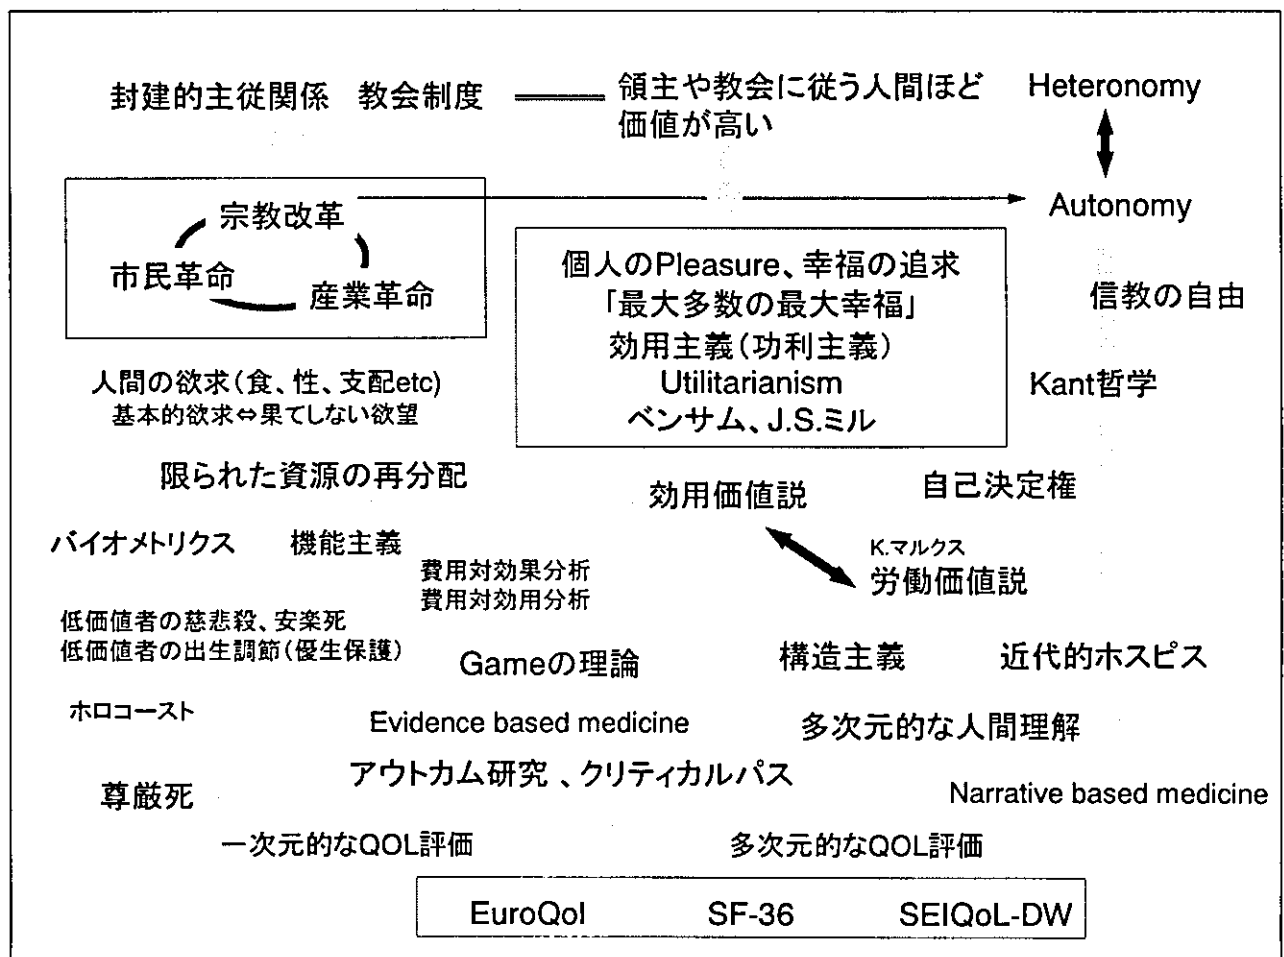 封建的主従関係 教会制度
領主や教会に従う人間ほど
価値が高い
Heteronomy
宗教改革
市民革命
産業革命
Autonomy
個人のPleasure、幸福の追求
「最大多数の最大幸福」
効用主義(功利主義)
Utilitarianism
ベンサム、J.S.ミル
信教の自由
人間の欲求(食、性、支配etc)
基本的欲求⇔果てしない欲望
Kant哲学
限られた資源の再分配
効用価値説
自己決定権
バイオメトリクス
機能主義
費用対効果分析
費用対効用分析
K.マルクス
労働価値説
低価値者の慈悲殺、安楽死
低価値者の出生調節(優生保護)
Gameの理論
構造主義
近代的ホスピス
ホロコースト
Evidence based medicine
多次元的な人間理解
アウトカム研究 、クリティカルパス
尊厳死
Narrative based medicine
一次元的なQOL評価
多次元的なQOL評価
EuroQol
SF-36
SEIQoL-DW